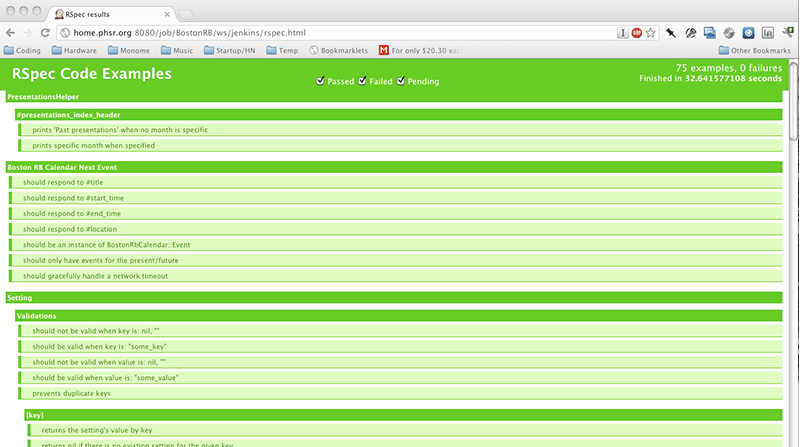 RSpec results
home.phsr.org:8080/job/BostonRB/ws/jenkins/rspec.html
Coding Hardware Monome Music Startup/HN Temp Bookmarklets For only $20.30 eas Other Bookmarks
RSpec Code Examples
Passed Failed Pending
75 examples, 0 failures
Finished in 32.641577108 seconds
PresentationsHelper
#presentations_index_header
prints 'Past presentations' when no month is specific
prints specific month when specified
Boston RB Calendar Next Event
should respond to #title
should respond to #start_time
should respond to #end_time
should respond to #location
should be an instance of BostonRbCalendar::Event
should only have events for the present/future
should gracefully handle a network timeout
Setting
Validations
should not be valid when key is: nil, ""
should be valid when key is: "some_key"
should not be valid when value is: nil, ""
should be valid when value is: "some_value"
prevents duplicate keys
[key]
returns the setting's value by key
returns nil if there is no existing setting for the given key